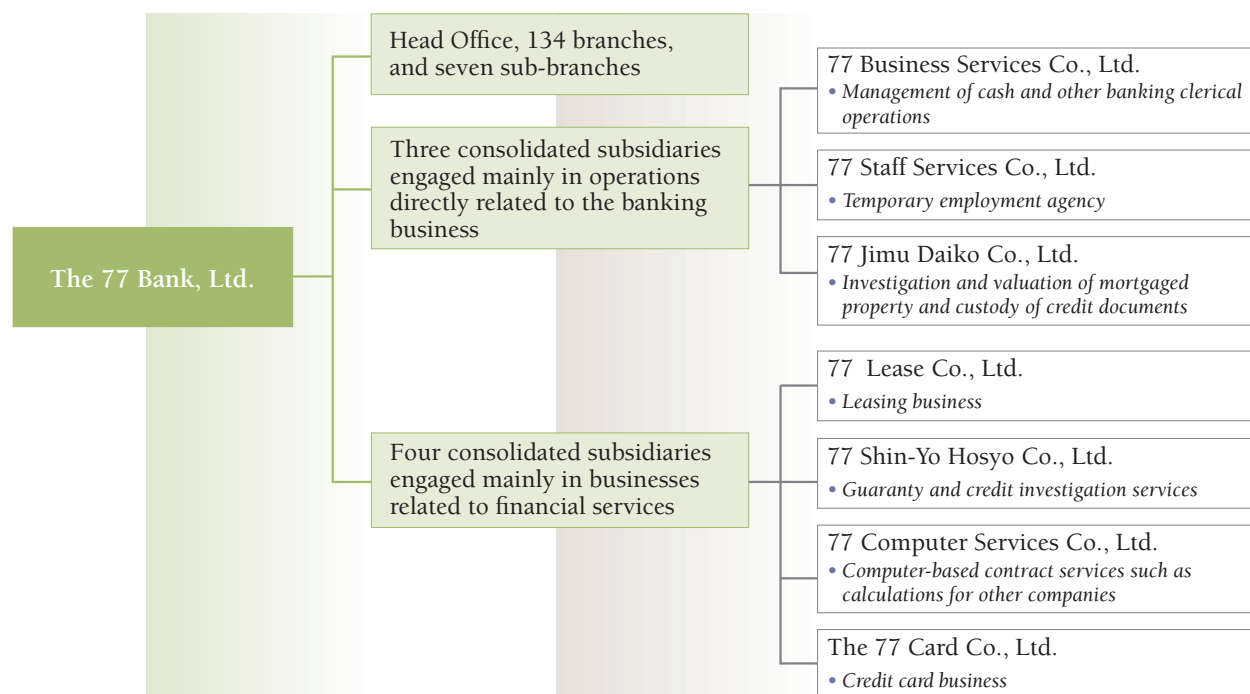 The 77 Bank, Ltd.
Head Office, 134 branches,
and seven sub-branches
Three consolidated subsidiaries
engaged mainly in operations
directly related to the banking
business
77 Business Services Co., Ltd.
• Management of cash and other banking clerical
operations
77 Staff Services Co., Ltd.
• Temporary employment agency
77 Jimu Daiko Co., Ltd.
• Investigation and valuation of mortgaged
property and custody of credit documents
Four consolidated subsidiaries
engaged mainly in businesses
related to financial services
77 Lease Co., Ltd.
• Leasing business
77 Shin-Yo Hosyo Co., Ltd.
• Guaranty and credit investigation services
77 Computer Services Co., Ltd.
• Computer-based contract services such as
calculations for other companies
The 77 Card Co., Ltd.
• Credit card business